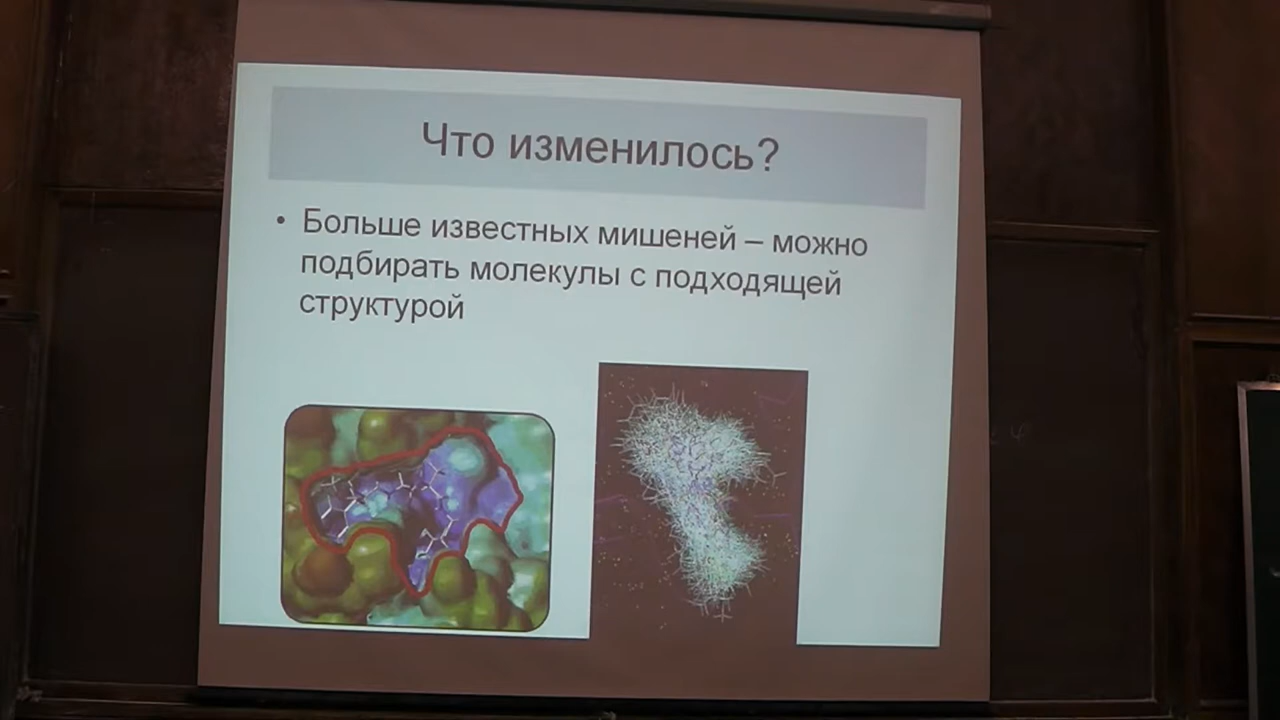 Что изменилось?
• Больше известных мишеней – можно
подбирать молекулы с подходящей
структурой